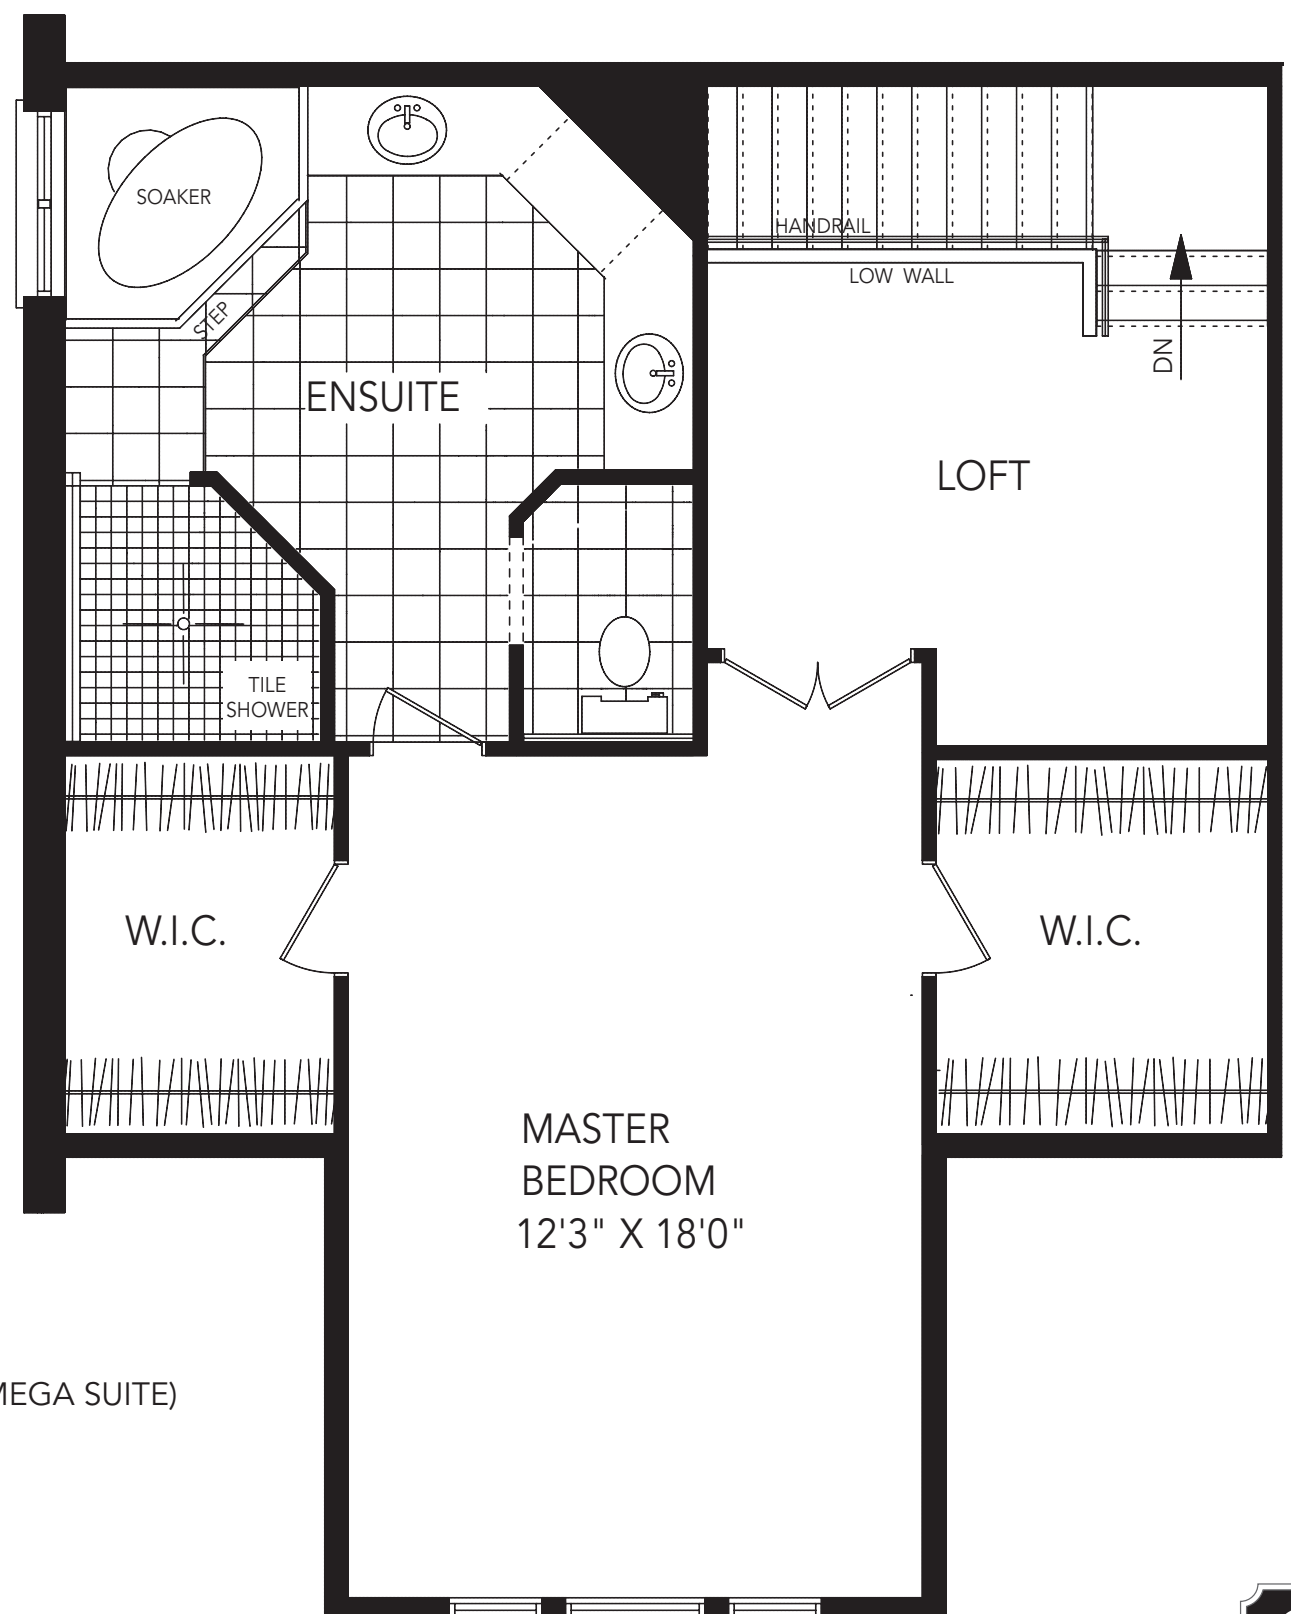 SOAKER
HANDRAIL
LOW WALL
STEP
DN
ENSUITE
LOFT
TILE
SHOWER
W.I.C.
W.I.C.
MASTER
BEDROOM
12'3" X 18'0"
MEGA SUITE)